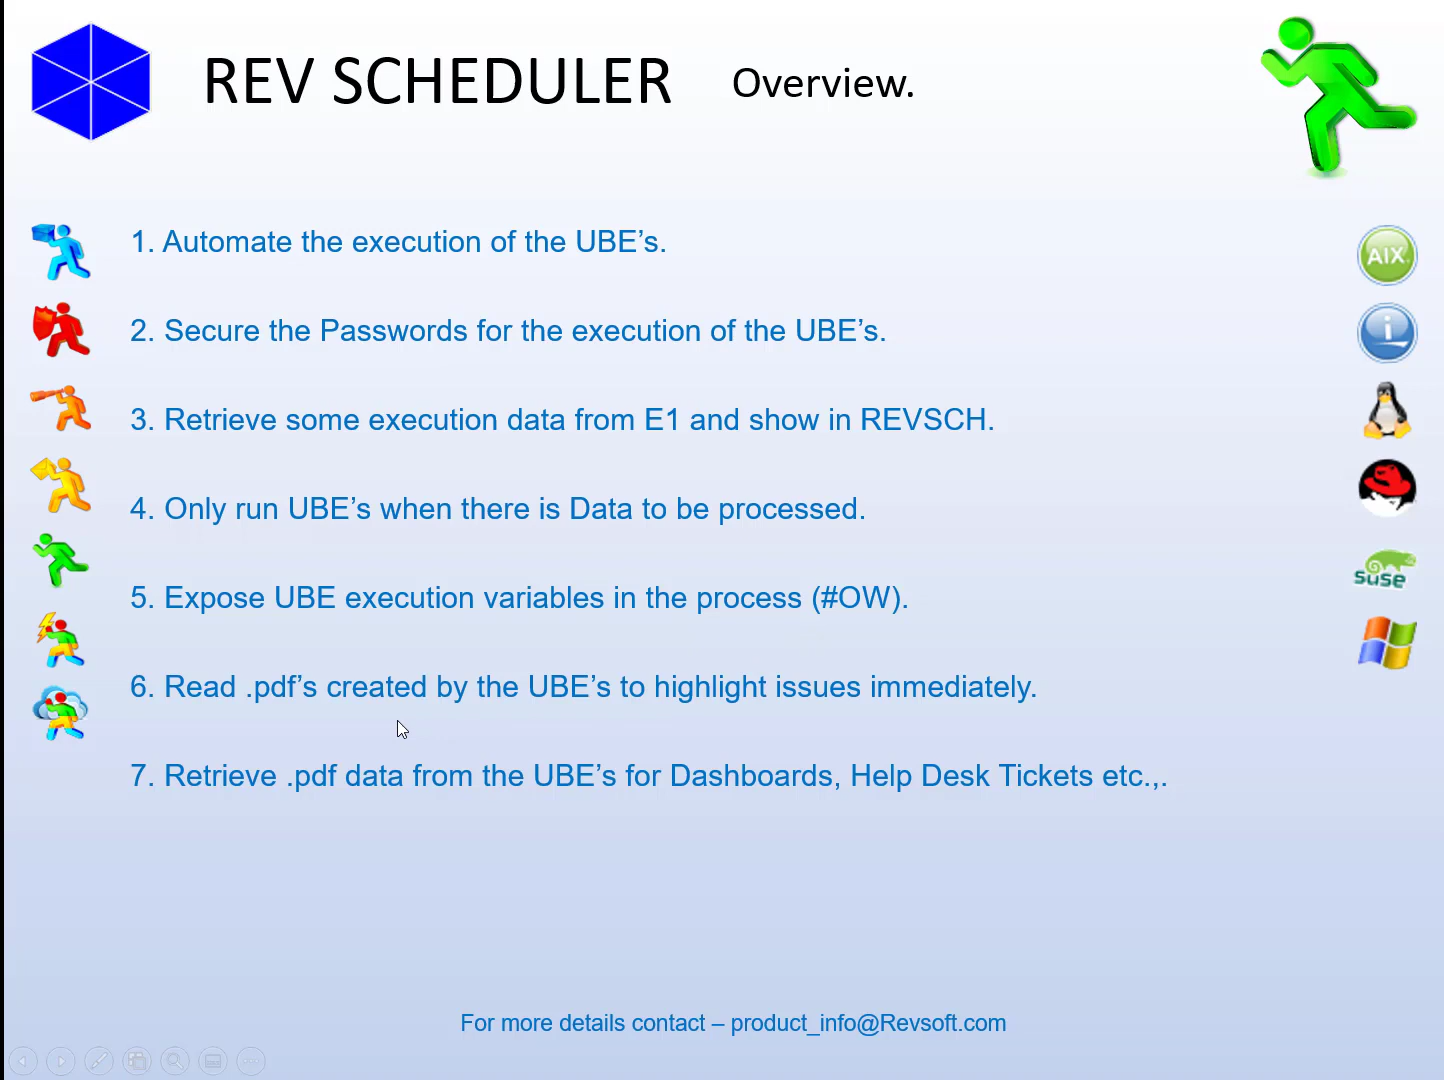 REV SCHEDULER Overview.
1. Automate the execution of the UBE’s.
AIX
2. Secure the Passwords for the execution of the UBE’s.
i
3. Retrieve some execution data from E1 and show in REVSCH.
4. Only run UBE’s when there is Data to be processed.
5. Expose UBE execution variables in the process (#OW).
suse
6. Read .pdf’s created by the UBE’s to highlight issues immediately.
7. Retrieve .pdf data from the UBE’s for Dashboards, Help Desk Tickets etc.,.
For more details contact – product_info@Revsoft.com